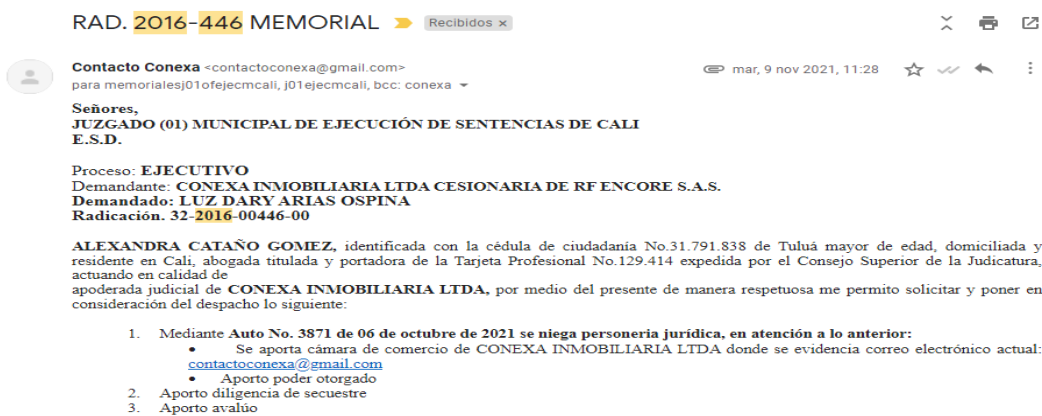 RAD. 2016-446 MEMORIAL Recibidos x
Contacto Conexa <contactoconexa@gmail.com> mar, 9 nov 2021, 11:28
para memorialesj01ofejecmcali, j01ejecmcali, bcc: conexa
Señores,
JUZGADO (01) MUNICIPAL DE EJECUCIÓN DE SENTENCIAS DE CALI
E.S.D.
Proceso: EJECUTIVO
Demandante: CONEXA INMOBILIARIA LTDA CESIONARIA DE RF ENCORE S.A.S.
Demandado: LUZ DARY ARIAS OSPINA
Radicación. 32-2016-00446-00
ALEXANDRA CATAÑO GOMEZ, identificada con la cédula de ciudadanía No.31.791.838 de Tuluá mayor de edad, domiciliada y
residente en Cali, abogada titulada y portadora de la Tarjeta Profesional No.129.414 expedida por el Consejo Superior de la Judicatura,
actuando en calidad de
apoderada judicial de CONEXA INMOBILIARIA LTDA, por medio del presente de manera respetuosa me permito solicitar y poner en
consideración del despacho lo siguiente:
1. Mediante Auto No. 3871 de 06 de octubre de 2021 se niega personeria jurídica, en atención a lo anterior:
• Se aporta cámara de comercio de CONEXA INMOBILIARIA LTDA donde se evidencia correo electrónico actual:
contactoconexa@gmail.com
• Aporto poder otorgado
2. Aporto diligencia de secuestre
3. Aporto avalúo